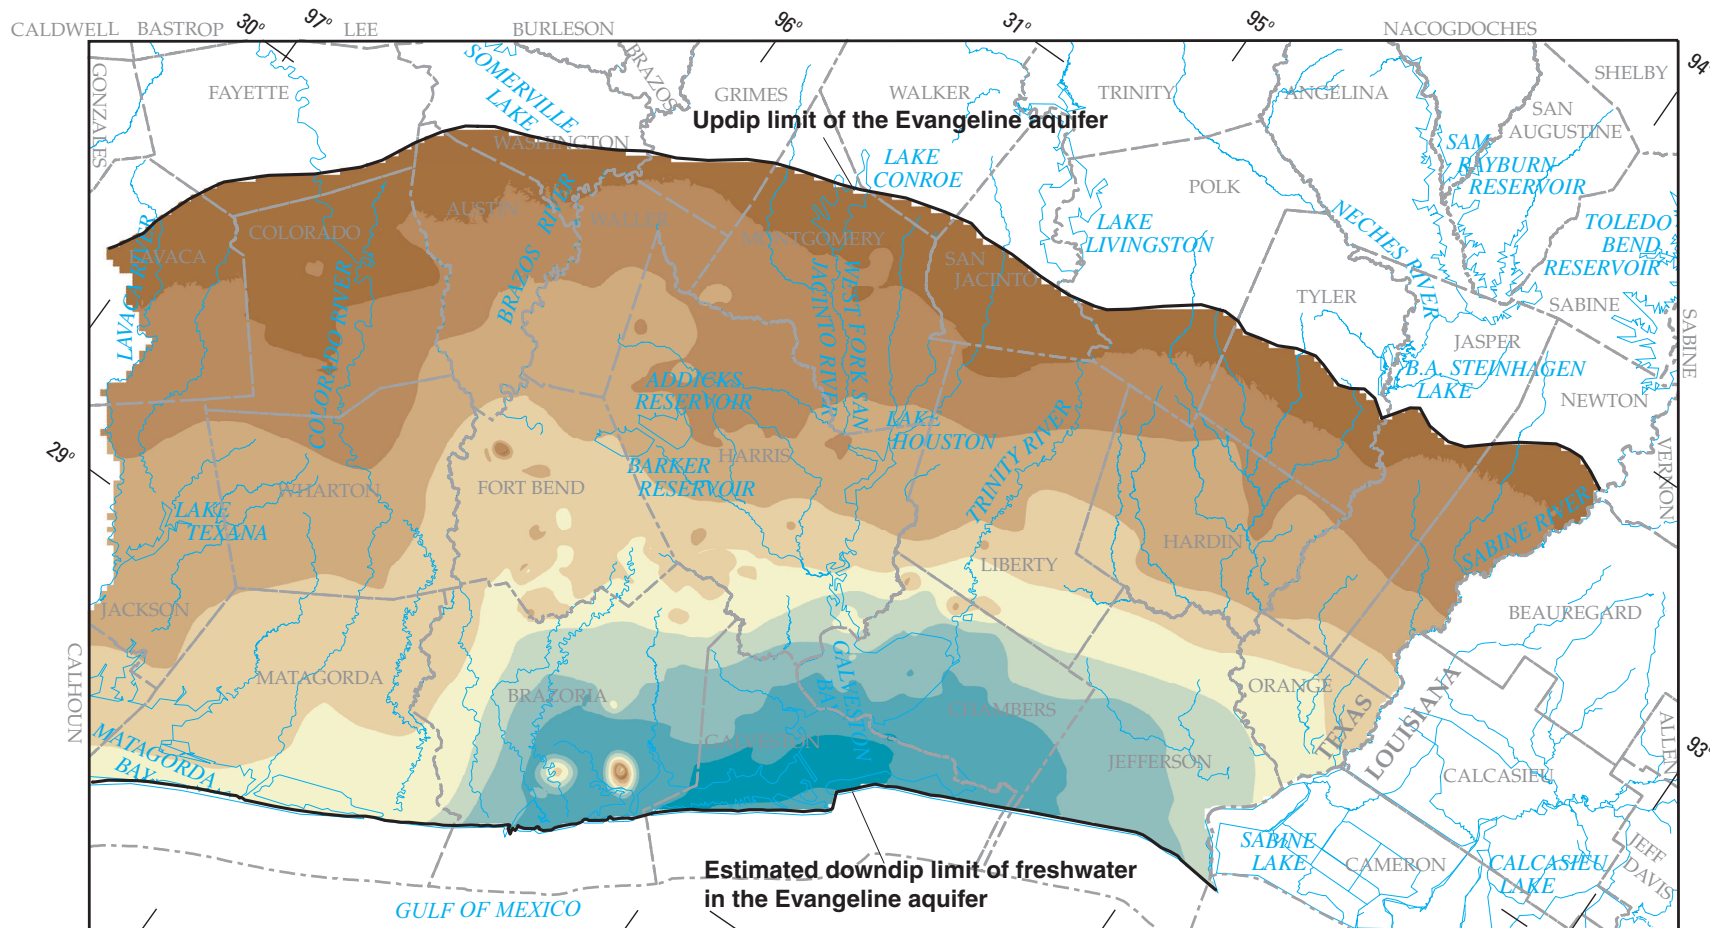 CALDWELL
BASTROP
30°
97°
LEE
BURLESON
96°
31°
95°
NACOGDOCHES
94°
GONZALES
FAYETTE
SOMERVILLE
LAKE
BRAZOS
GRIMES
WALKER
TRINITY
ANGELINA
SHELBY
SAN
AUGUSTINE
Updip limit of the Evangeline aquifer
WASHINGTON
LAKE
CONROE
SAM
RAYBURN
RESERVOIR
POLK
LAVACA RIVER
LAVACA
COLORADO
COLORADO RIVER
AUSTIN
BRAZOS RIVER
WALLER
MONTGOMERY
WEST FORK SAN
JACINTO RIVER
SAN
JACINTO
LAKE
LIVINGSTON
NECHES RIVER
TOLEDO
BEND
RESERVOIR
TYLER
SABINE
SABINE
JASPER
B.A. STEINHAGEN
LAKE
NEWTON
ADDICKS
RESERVOIR
LAKE
HOUSTON
TRINITY RIVER
29°
HARRIS
BARKER
RESERVOIR
VERNON
WHARTON
FORT BEND
LAKE
TEXANA
HARDIN
SABINE RIVER
LIBERTY
JACKSON
BEAUREGARD
CALHOUN
MATAGORDA
BRAZORIA
GALVESTON
BAY
CHAMBERS
ORANGE
TEXAS
LOUISIANA
ALLEN
93°
MATAGORDA
BAY
GALVESTON
JEFFERSON
CALCASIEU
SABINE
LAKE
CAMERON
CALCASIEU
LAKE
JEFF
DAVIS
Estimated downdip limit of freshwater
in the Evangeline aquifer
GULF OF MEXICO